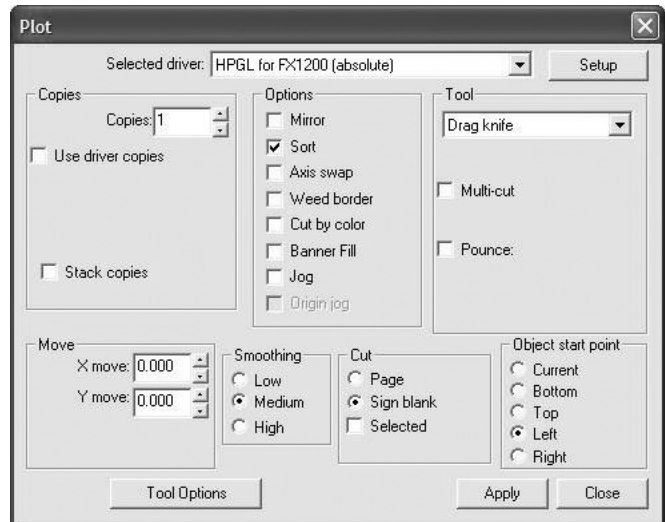 Plot
Selected driver: HPGL for FX1200 (absolute) Setup
Copies
Copies: 1
Use driver copies
Stack copies
Options
Mirror
Sort
Axis swap
Weed border
Cut by color
Banner Fill
Jog
Origin jog
Tool
Drag knife
Multi-cut
Pounce:
Move
X move: 0.000
Y move: 0.000
Smoothing
Low
Medium
High
Cut
Page
Sign blank
Selected
Object start point
Current
Bottom
Top
Left
Right
Tool Options Apply Close